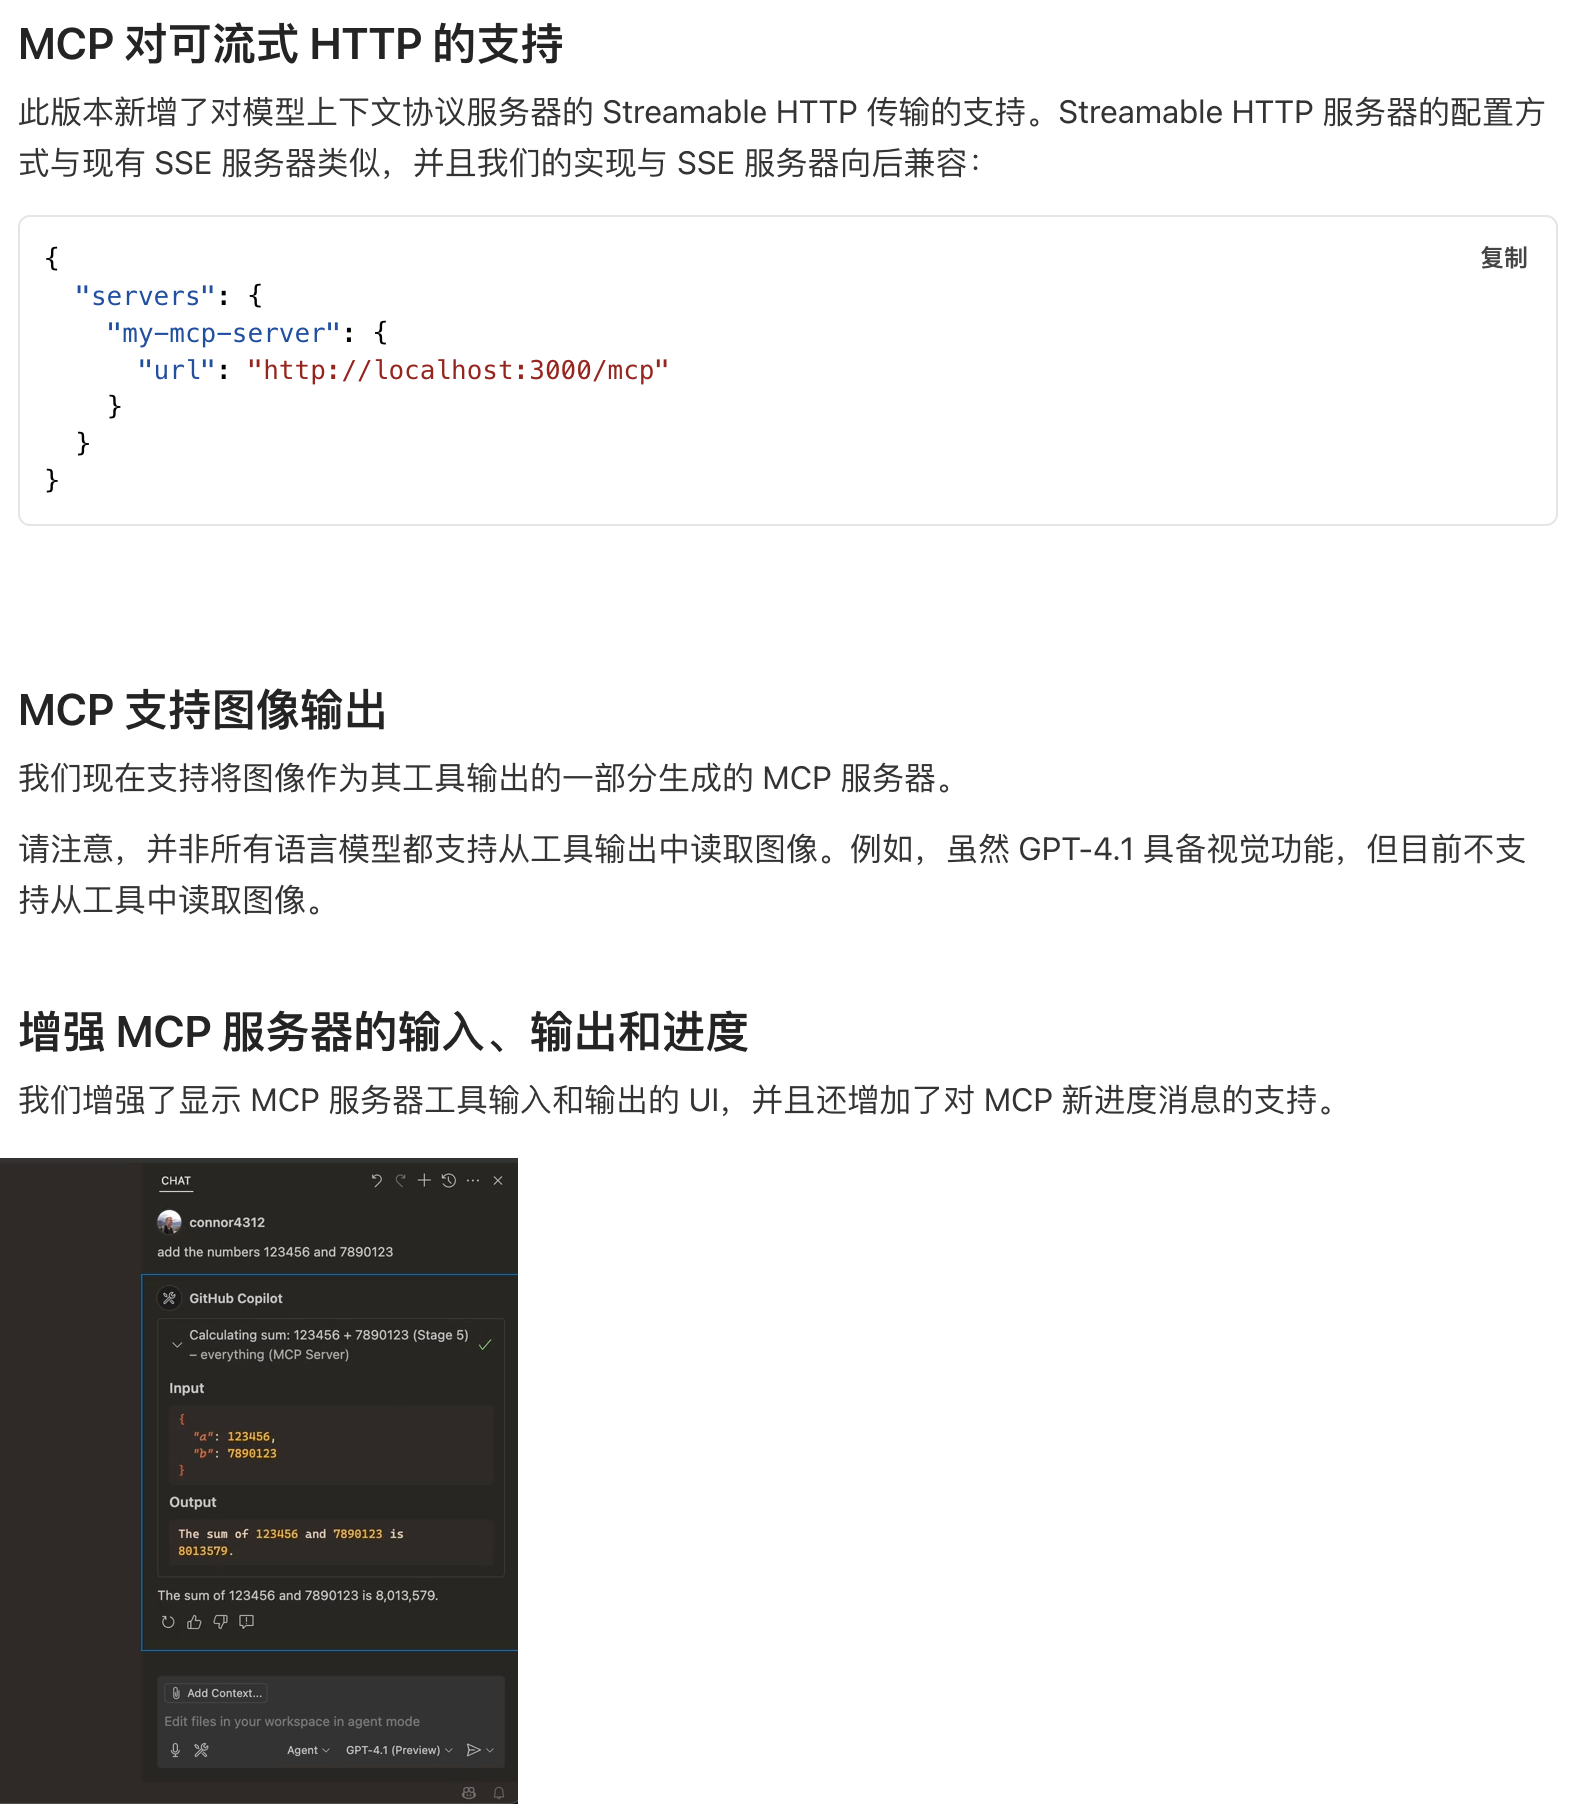 MCP 对可流式 HTTP 的支持
此版本新增了对模型上下文协议服务器的 Streamable HTTP 传输的支持。Streamable HTTP 服务器的配置方
式与现有 SSE 服务器类似，并且我们的实现与 SSE 服务器向后兼容：
复制
{
  "servers": {
    "my-mcp-server": {
      "url": "http://localhost:3000/mcp"
    }
  }
}
MCP 支持图像输出
我们现在支持将图像作为其工具输出的一部分生成的 MCP 服务器。
请注意，并非所有语言模型都支持从工具输出中读取图像。例如，虽然 GPT-4.1 具备视觉功能，但目前不支
持从工具中读取图像。
增强 MCP 服务器的输入、输出和进度
我们增强了显示 MCP 服务器工具输入和输出的 UI，并且还增加了对 MCP 新进度消息的支持。
CHAT
connor4312
add the numbers 123456 and 7890123
GitHub Copilot
Calculating sum: 123456 + 7890123 (Stage 5)
– everything (MCP Server)
Input
{
  "a": 123456,
  "b": 7890123
}
Output
The sum of 123456 and 7890123 is
8013579.
The sum of 123456 and 7890123 is 8,013,579.
Add Context...
Edit files in your workspace in agent mode
Agent GPT-4.1 (Preview)